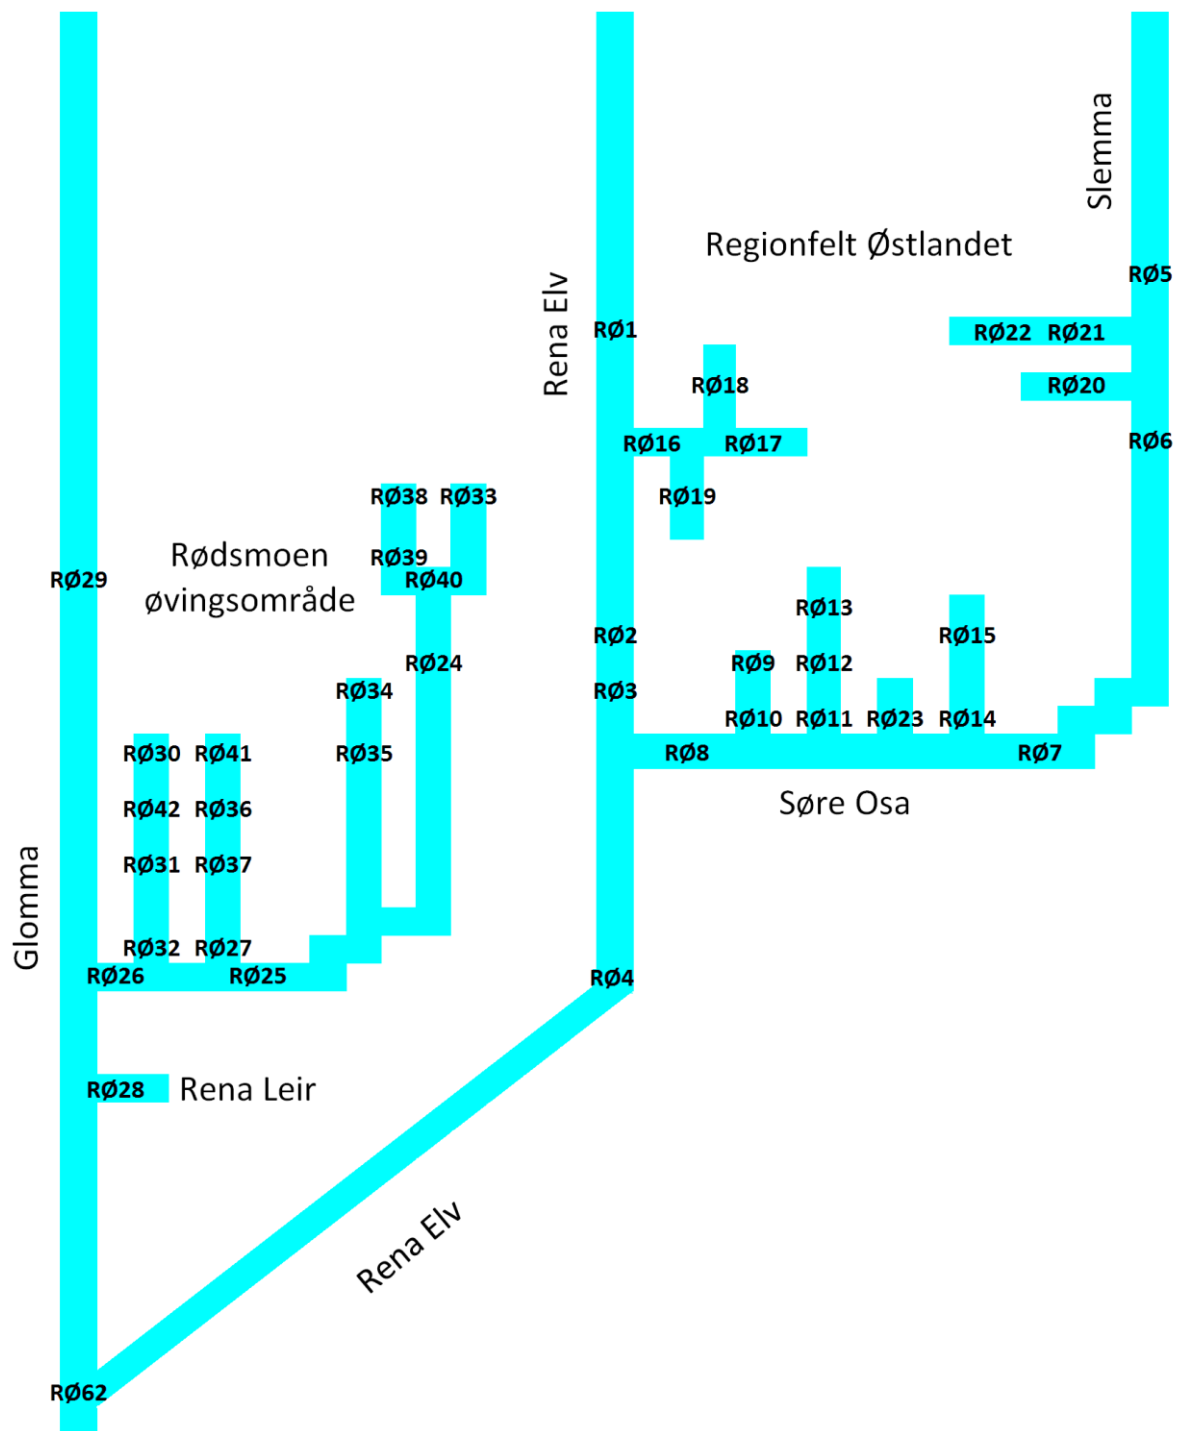 Slemma
Regionfelt Østlandet
RØ5
Rena Elv
RØ1
RØ22 RØ21
RØ18
RØ20
RØ16 RØ17
RØ6
RØ38 RØ33
RØ19
Rødsmoen
øvingsområde
RØ39
RØ29
RØ40
RØ13
RØ2
RØ15
RØ24
RØ9
RØ12
RØ34
RØ3
RØ10
RØ11
RØ23
RØ14
RØ30
RØ41
RØ35
RØ8
RØ7
Søre Osa
RØ42
RØ36
RØ31
RØ37
Glomma
RØ32
RØ27
RØ26
RØ25
RØ4
RØ28
Rena Leir
Rena Elv
RØ62